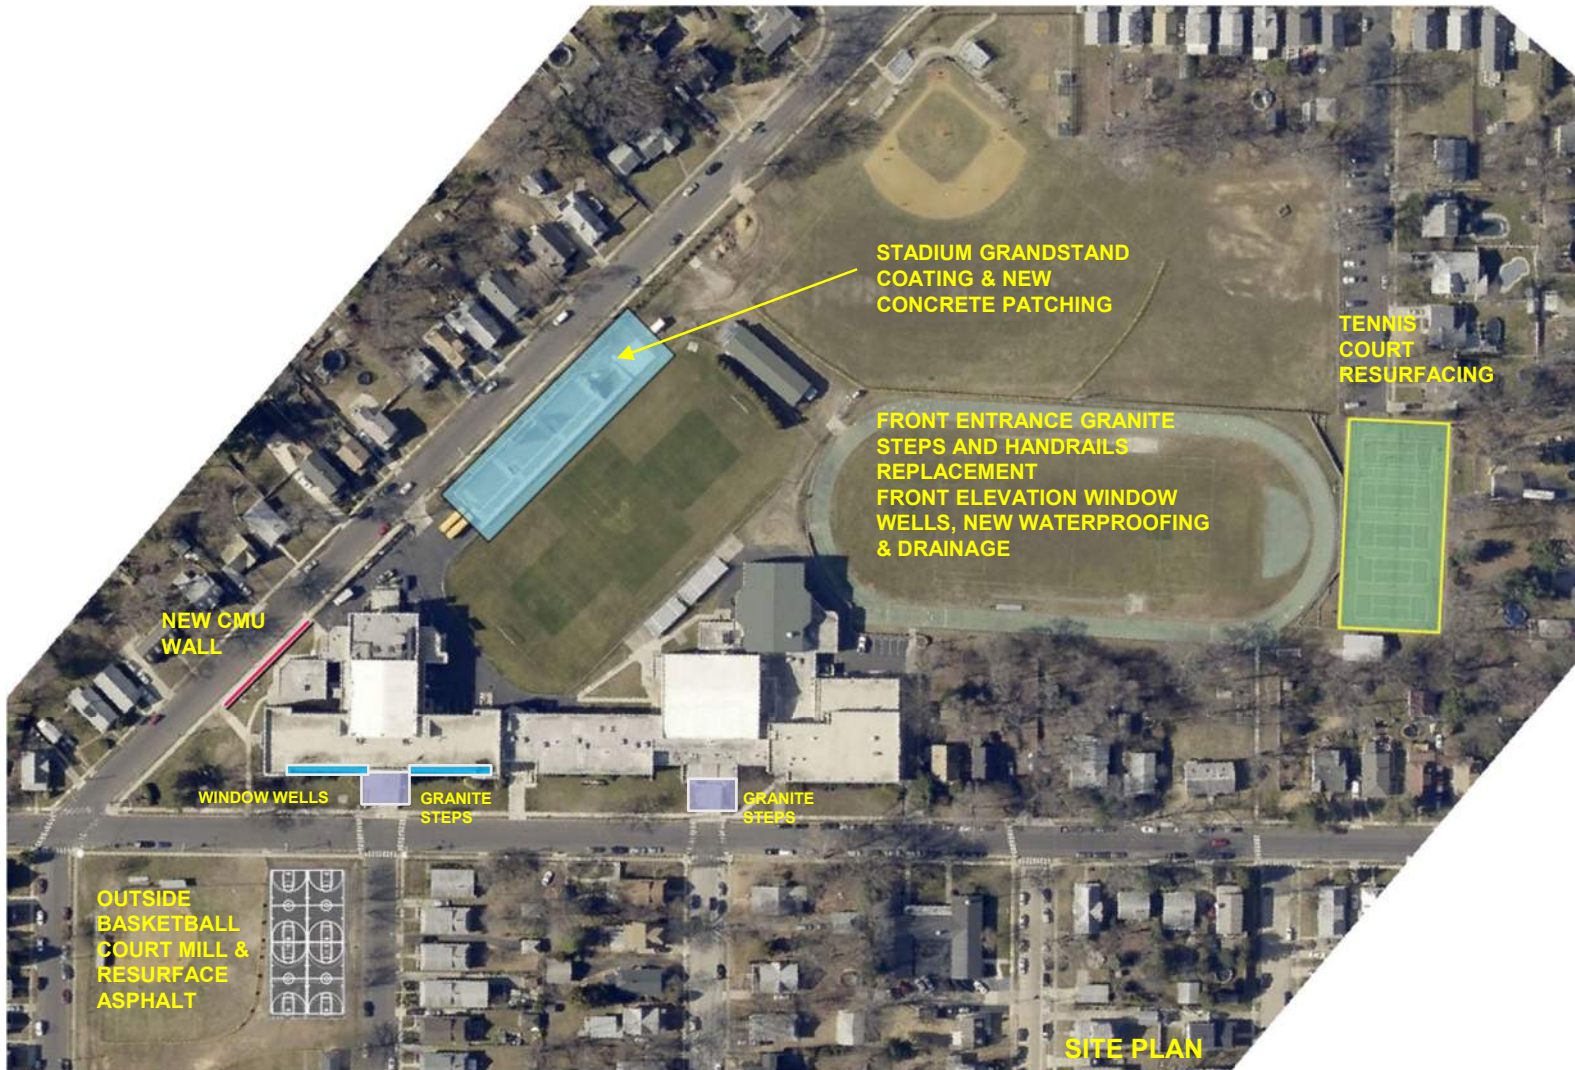 STADIUM GRANDSTAND
COATING & NEW
CONCRETE PATCHING
TENNIS
COURT
RESURFACING
FRONT ENTRANCE GRANITE
STEPS AND HANDRAILS
REPLACEMENT
FRONT ELEVATION WINDOW
WELLS, NEW WATERPROOFING
& DRAINAGE
NEW CMU
WALL
WINDOW WELLS
GRANITE
STEPS
GRANITE
STEPS
OUTSIDE
BASKETBALL
COURT MILL &
RESURFACE
ASPHALT
SITE PLAN